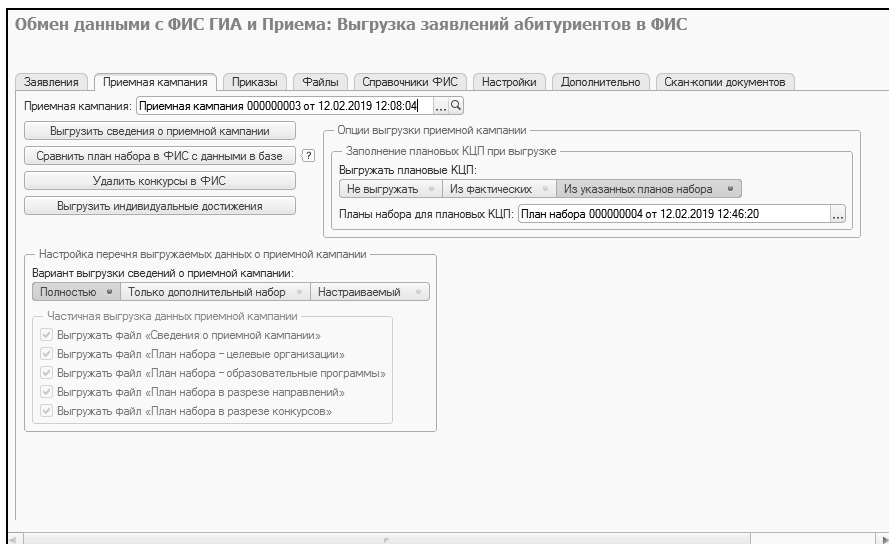 Обмен данными с ФИС ГИА и Приема: Выгрузка заявлений абитуриентов в ФИС
Заявления Приемная кампания Приказы Файлы Справочники ФИС Настройки Дополнительно Скан-копии документов
Приемная кампания: Приемная кампания 000000003 от 12.02.2019 12:08:04 ...
Выгрузить сведения о приемной кампании
Сравнить план набора в ФИС с данными в базе ?
Удалить конкурсы в ФИС
Выгрузить индивидуальные достижения
Опции выгрузки приемной кампании
Заполнение плановых КЦП при выгрузке
Выгружать плановые КЦП:
Не выгружать Из фактических Из указанных планов набора
Планы набора для плановых КЦП: План набора 000000004 от 12.02.2019 12:46:20 ...
Настройка перечня выгружаемых данных о приемной кампании
Вариант выгрузки сведений о приемной кампании:
Полностью Только дополнительный набор Настраиваемый
Частичная выгрузка данных приемной кампании
Выгружать файл «Сведения о приемной кампании»
Выгружать файл «План набора – целевые организации»
Выгружать файл «План набора – образовательные программы»
Выгружать файл «План набора в разрезе направлений»
Выгружать файл «План набора в разрезе конкурсов»